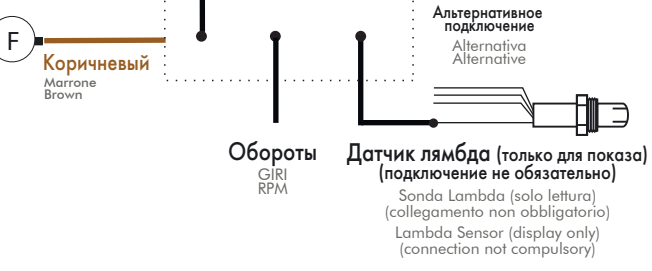 F
Коричневый
Marrone
Brown
Альтернативное
подключение
Alternativa
Alternative
Обороты
GIRI
RPM
Датчик лямбда (только для показа)
(подключение не обязательно)
Sonda Lambda (solo lettura)
(collegamento non obbligatorio)
Lambda Sensor (display only)
(connection not compulsory)